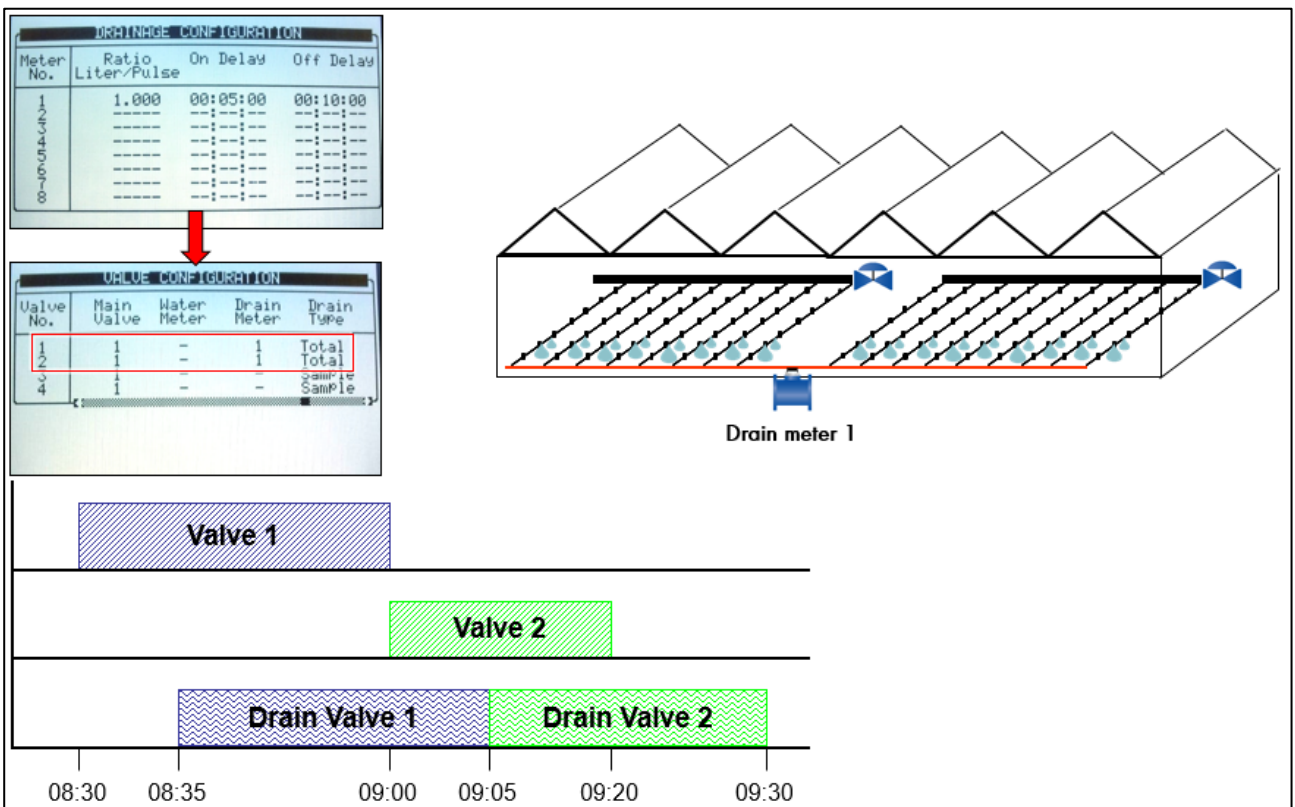 DRAINAGE CONFIGURATION
Meter No. Ratio Liter/Pulse On Delay Off Delay
1 1.000 00:05:00 00:10:00
2 ----- --:--:-- --:--:--
3 ----- --:--:-- --:--:--
4 ----- --:--:-- --:--:--
5 ----- --:--:-- --:--:--
6 ----- --:--:-- --:--:--
7 ----- --:--:-- --:--:--
8 ----- --:--:-- --:--:--
VALVE CONFIGURATION
Valve No. Main Valve Water Meter Drain Meter Drain Type
1 1 - 1 Total
2 1 - 1 Total
3 1 - - Sample
4 1 - - Sample
Drain meter 1
Valve 1
Valve 2
Drain Valve 1 Drain Valve 2
08:30 08:35 09:00 09:05 09:20 09:30